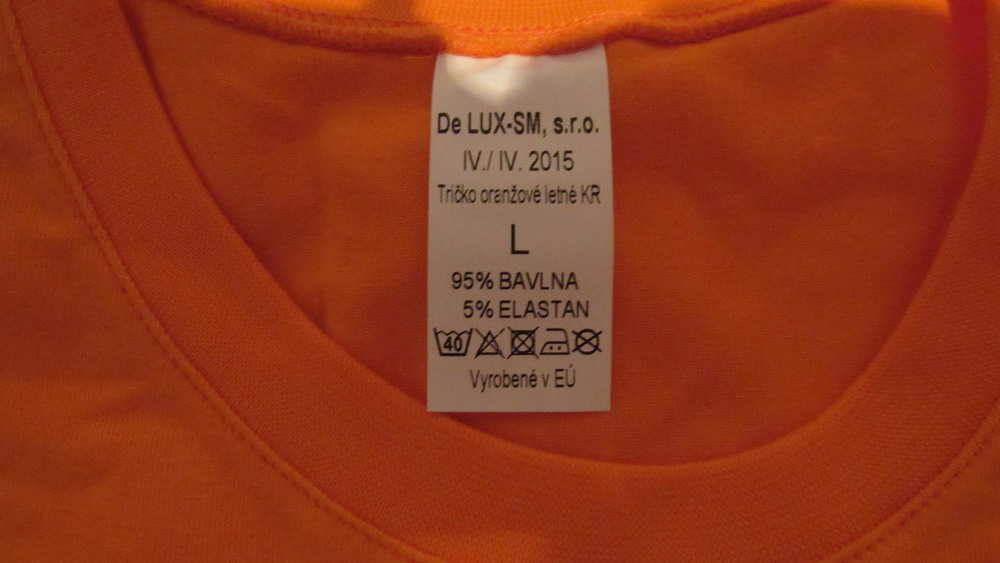 De LUX-SM, s.r.o.
IV./ IV. 2015
Tričko oranžové letné KR
L
95% BAVLNA
5% ELASTAN
40
Vyrobené v EÚ